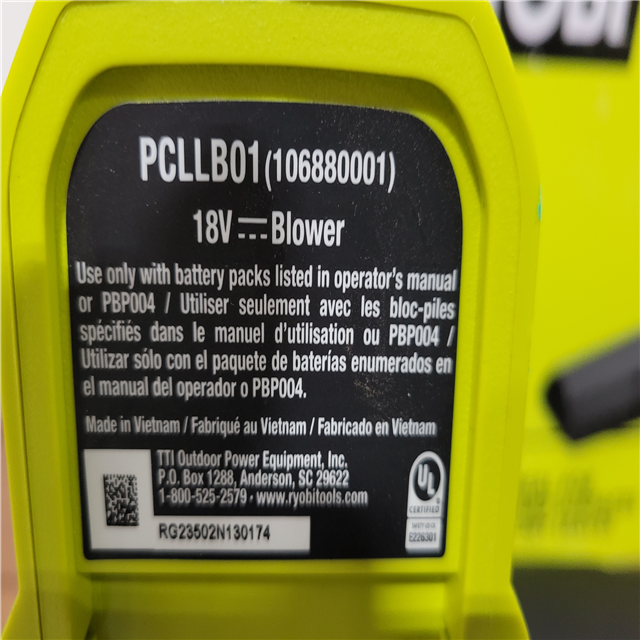 PCLLB01 (106880001)
18V ⎓ Blower
Use only with battery packs listed in operator's manual
or PBP004 / Utiliser seulement avec les bloc-piles
spécifiés dans le manuel d'utilisation ou PBP004 /
Utilizar sólo con el paquete de baterías enumerados en
el manual del operador o PBP004.
Made in Vietnam / Fabriqué au Vietnam / Fabricado en Vietnam
TTI Outdoor Power Equipment, Inc.
P.O. Box 1288, Anderson, SC 29622
1-800-525-2579 · www.ryobitools.com
RG23502N130174
UL
CERTIFIED
E226301